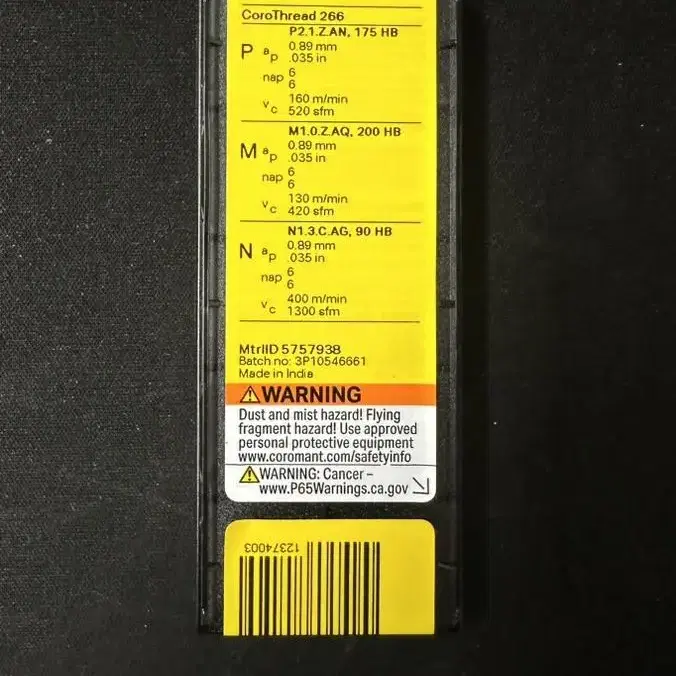 CoroThread 266
P2.1.Z.AN, 175 HB
P ap 0.89 mm
.035 in
nap 6
6
vc 160 m/min
520 sfm
M1.0.Z.AQ, 200 HB
M ap 0.89 mm
.035 in
nap 6
6
vc 130 m/min
420 sfm
N1.3.C.AG, 90 HB
N ap 0.89 mm
.035 in
nap 6
6
vc 400 m/min
1300 sfm
MtrlID 5757938
Batch no: 3P10546661
Made in India
WARNING
Dust and mist hazard! Flying
fragment hazard! Use approved
personal protective equipment
www.coromant.com/safetyinfo
WARNING: Cancer –
www.P65Warnings.ca.gov
12374003